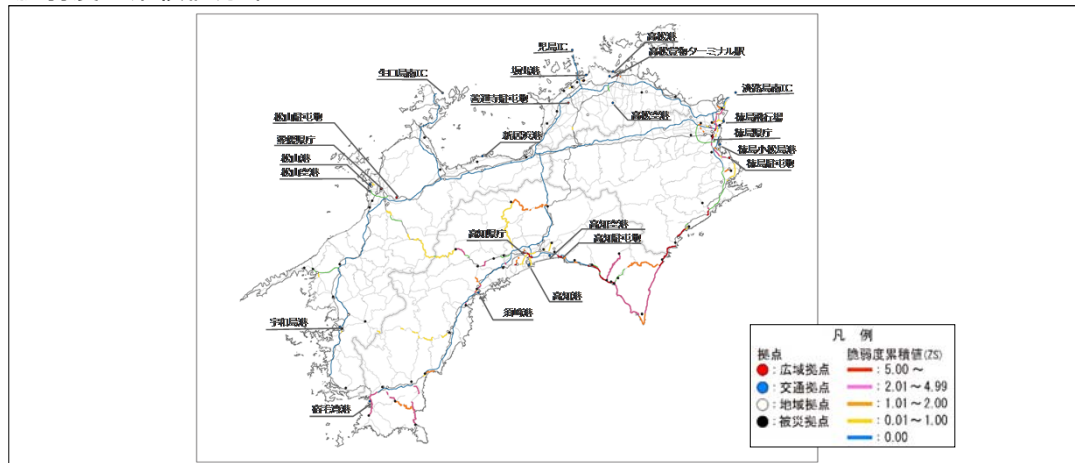 高松港
高松貨物ターミナル駅
児島IC
坂出港
生口島南IC
善通寺駐屯地
淡路島南IC
松山駐屯地
新居浜港
高松空港
徳島飛行場
愛媛県庁
徳島県庁
松山港
徳島小松島港
松山空港
徳島駐屯地
高知空港
高知県庁
高知駐屯地
高知港
須崎港
宇和島港
宿毛湾港
凡 例
拠点 脆弱度累積値(ZS)
:広域拠点 :5.00~
:交通拠点 :2.01~4.99
:地域拠点 :1.01~2.00
:被災拠点 :0.01~1.00
:0.00